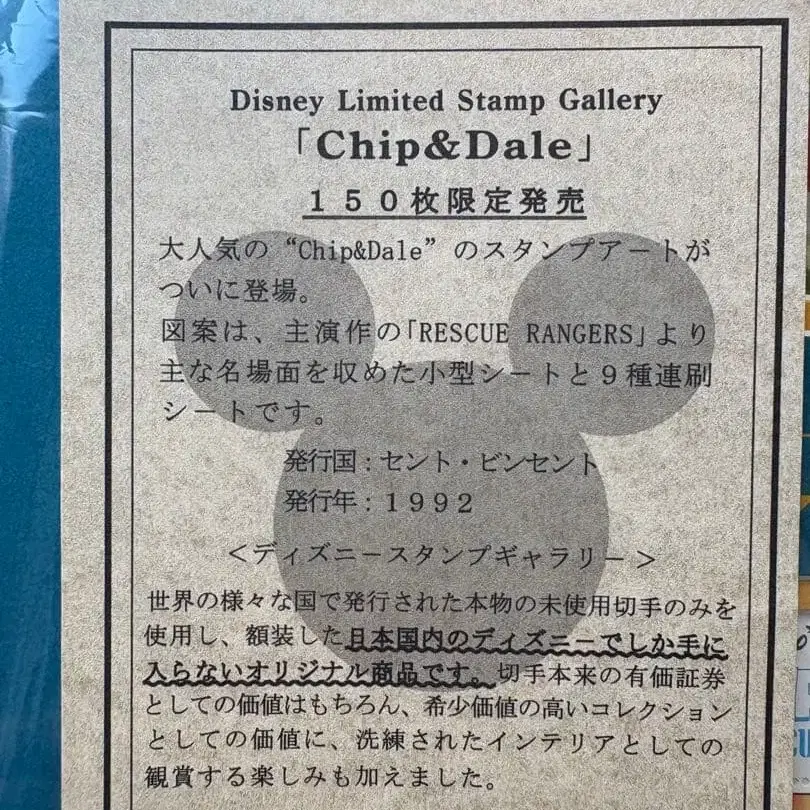 Disney Limited Stamp Gallery
「Chip&Dale」
１５０枚限定発売
大人気の“Chip&Dale”のスタンプアートが
ついに登場。
図案は、主演作の「RESCUE RANGERS」より
主な名場面を収めた小型シートと９種連刷
シートです。
発行国：セント・ビンセント
発行年：１９９２
＜ディズニースタンプギャラリー＞
世界の様々な国で発行された本物の未使用切手のみを
使用し、額装した日本国内のディズニーでしか手に
入らないオリジナル商品です。切手本来の有価証券
としての価値はもちろん、希少価値の高いコレクション
としての価値に、洗練されたインテリアとしての
観賞する楽しみも加えました。